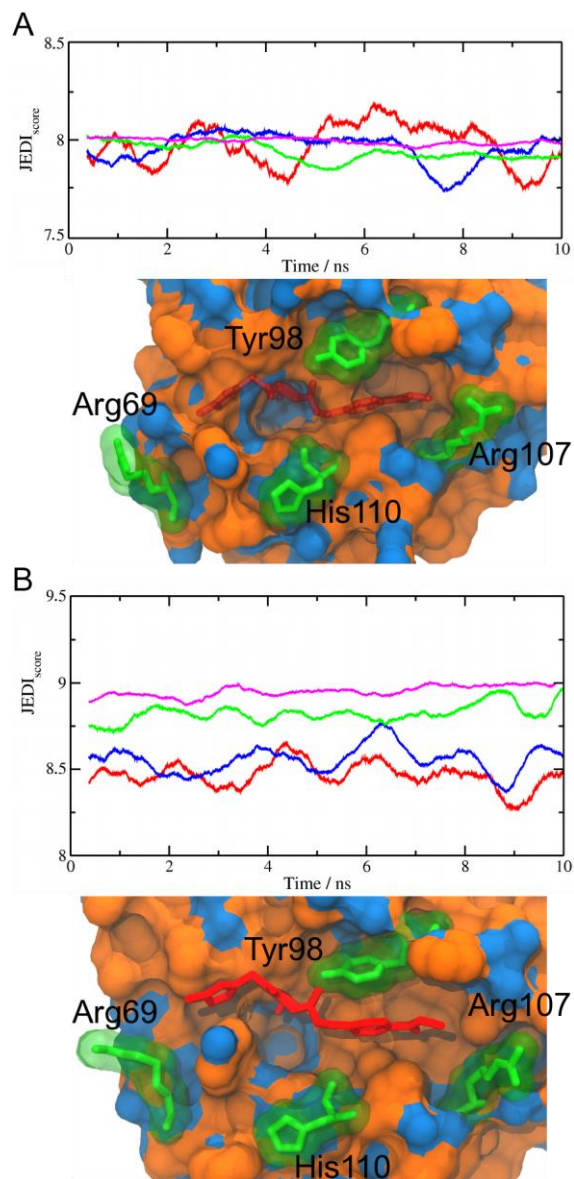 A
8.5
8
7.5
JEDIscore
0 2 4 6 8 10
Time / ns
Tyr98
Arg69
Arg107
His110
B
9.5
9
8.5
8
JEDIscore
0 2 4 6 8 10
Time / ns
Tyr98
Arg69
Arg107
His110